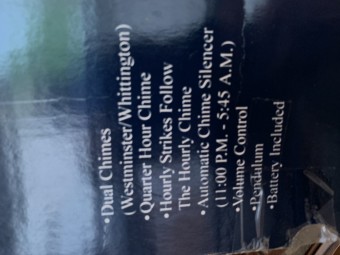 •Dual Chimes
(Westminster/Whittington)
•Quarter Hour Chime
•Hourly Strikes Follow
The Hourly Chime
•Automatic Chime Silencer
(11:00 P.M. - 5:45 A.M.)
•Volume Control
•Pendulum
•Battery Included